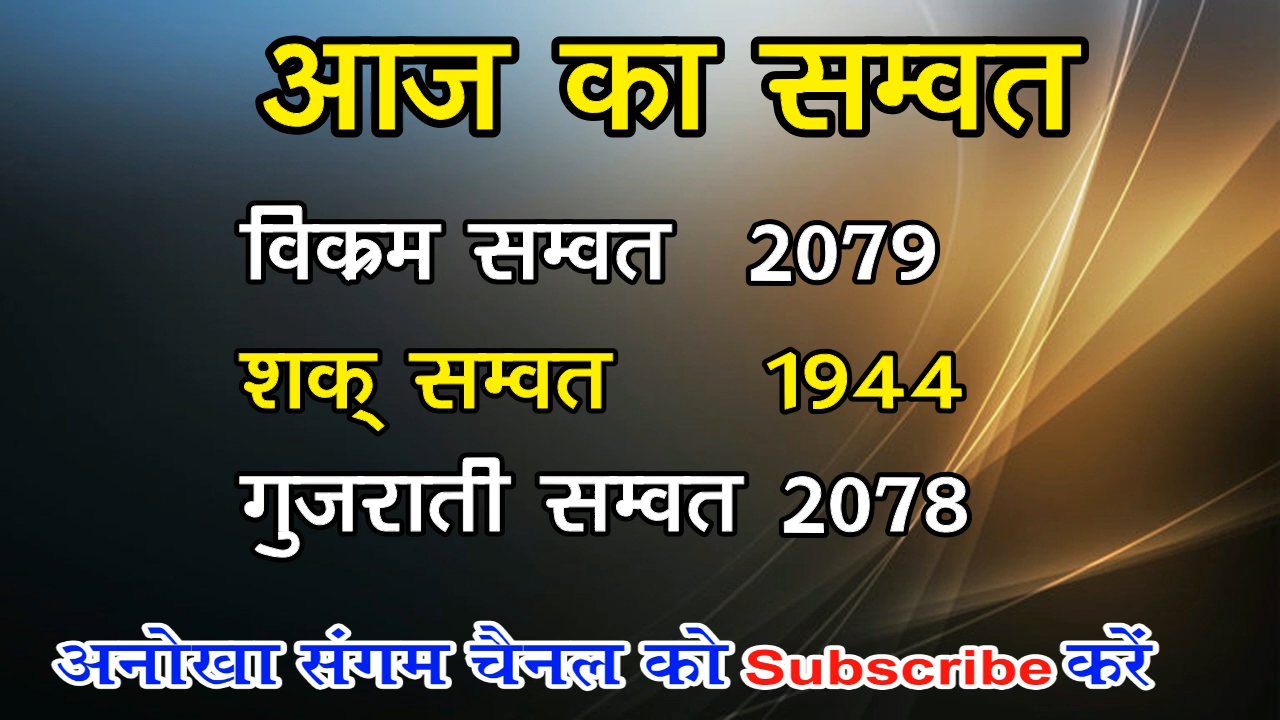 आज का सम्वत
विक्रम सम्वत 2079
शक् सम्वत 1944
गुजराती सम्वत 2078
अनोखा संगम चैनल को Subscribe करें